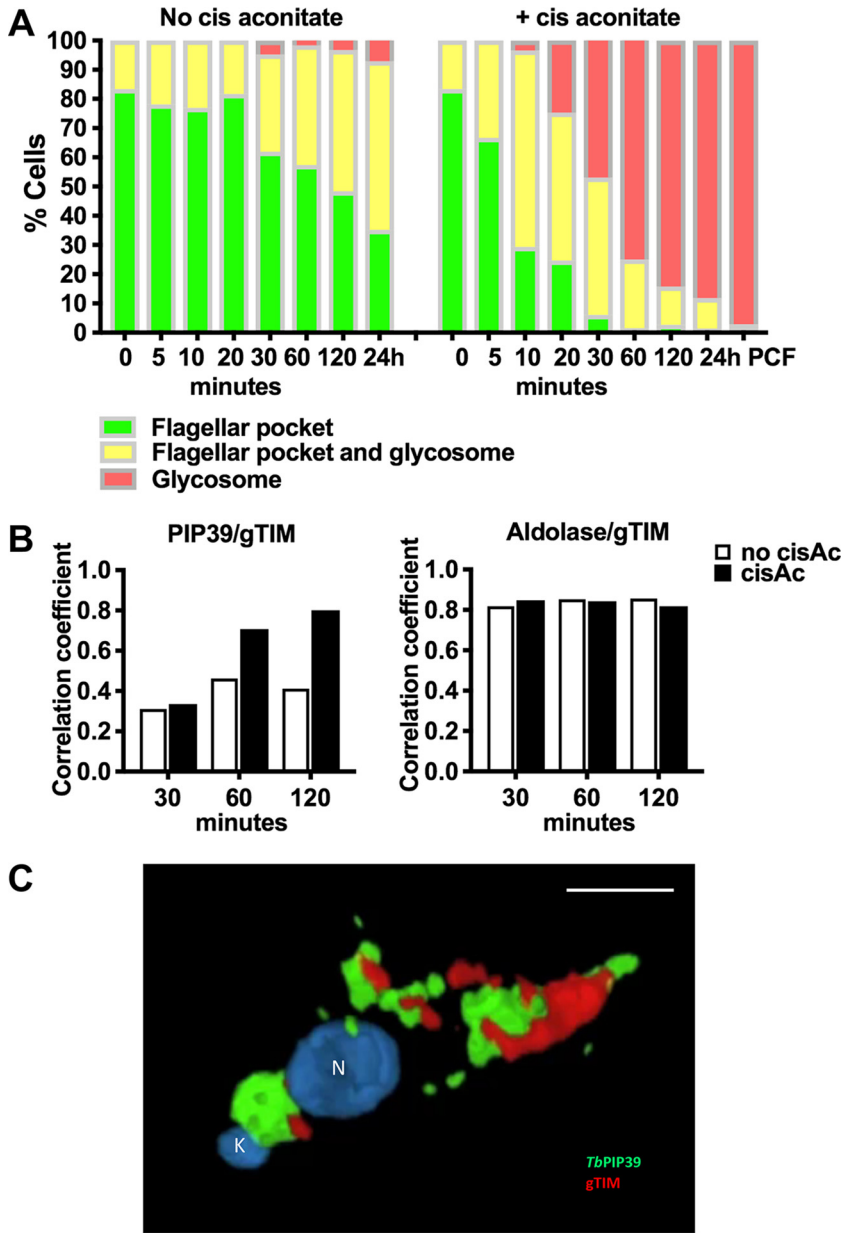 A
No cis aconitate
+ cis aconitate
% Cells
100
90
80
70
60
50
40
30
20
10
0
0 5 10 20 30 60 120 24h
minutes
0 5 10 20 30 60 120 24h PCF
minutes
Flagellar pocket
Flagellar pocket and glycosome
Glycosome
B
PIP39/gTIM
Correlation coefficient
1.0
0.8
0.6
0.4
0.2
0.0
30 60 120
minutes
Aldolase/gTIM
Correlation coefficient
1.0
0.8
0.6
0.4
0.2
0.0
30 60 120
minutes
no cisAc
cisAc
C
N
K
TbPIP39
gTIM